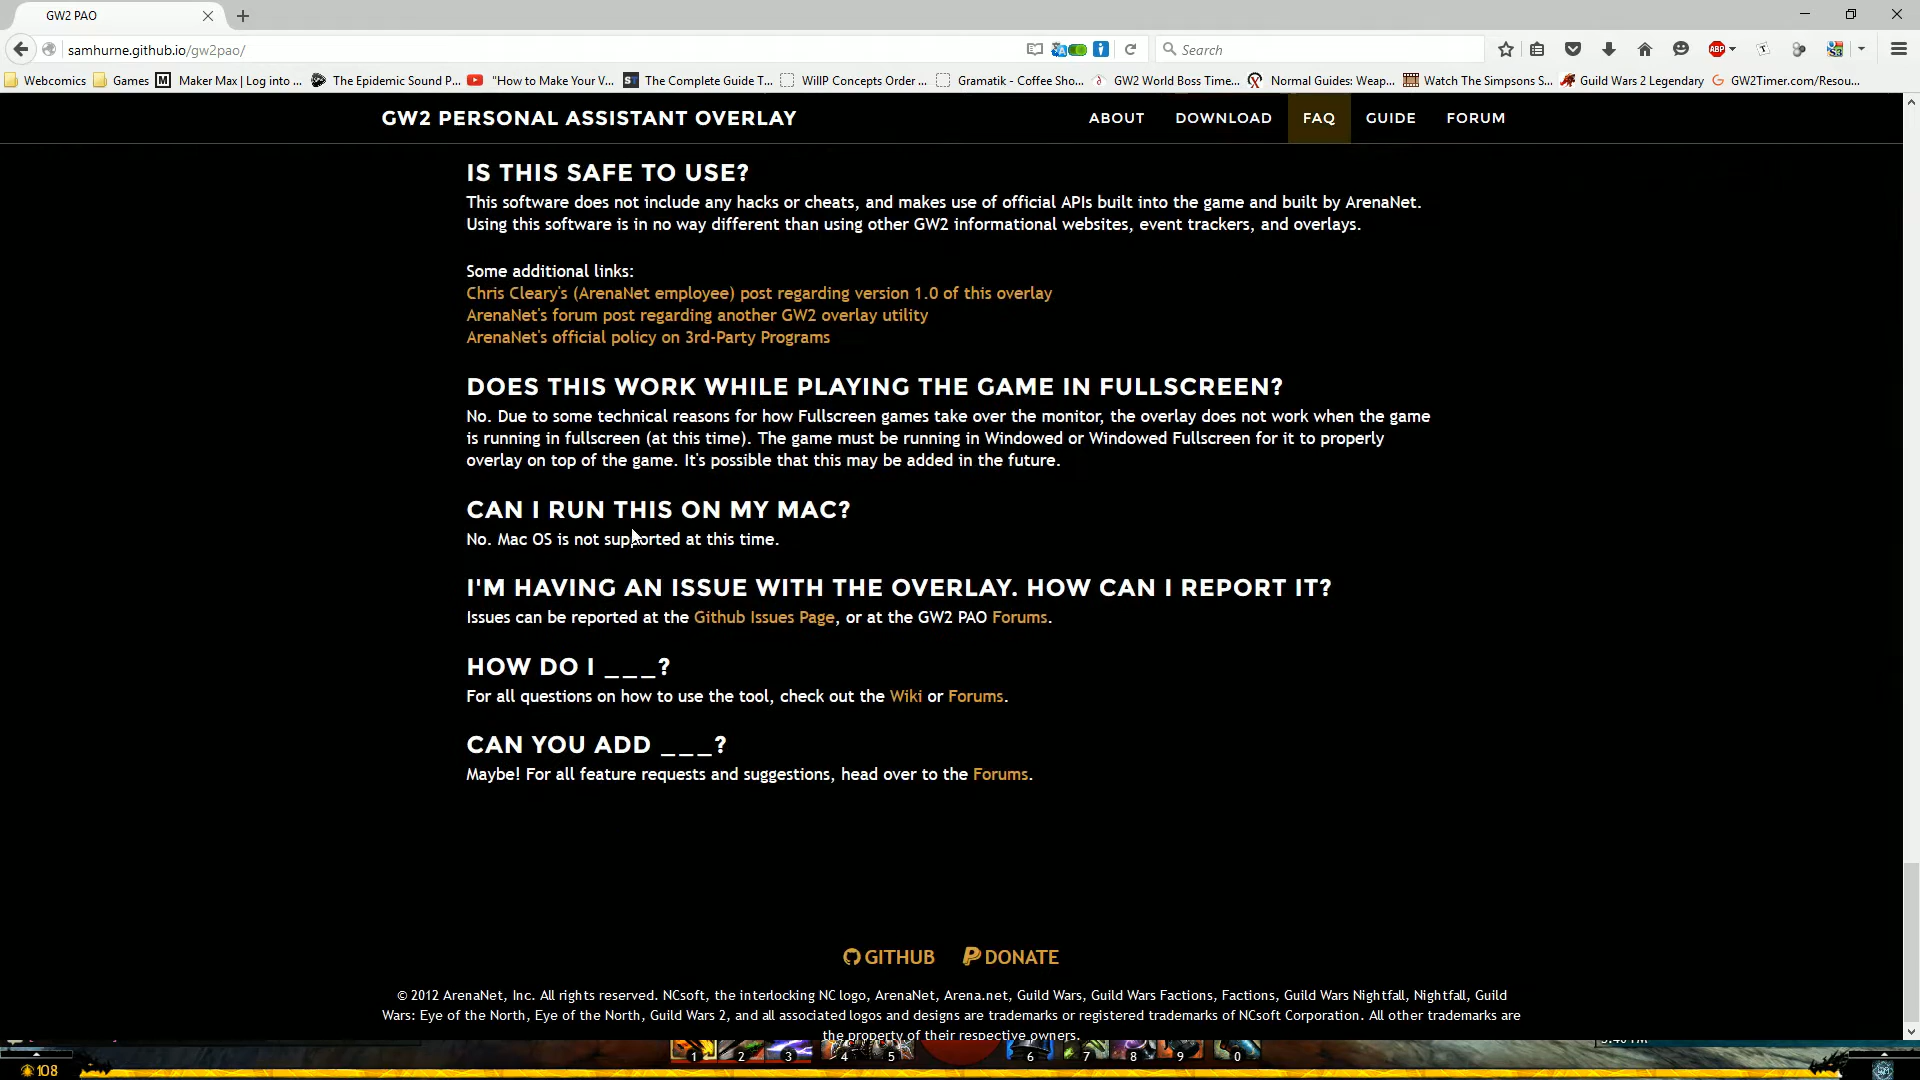 GW2 PAO
samhurne.github.io/gw2pao/
Search
Webcomics Games Maker Max | Log into ... The Epidemic Sound P... "How to Make Your V... The Complete Guide T... WillP Concepts Order ... Gramatik - Coffee Sho... GW2 World Boss Time... Normal Guides: Weap... Watch The Simpsons S... Guild Wars 2 Legendary GW2Timer.com/Resou...
GW2 PERSONAL ASSISTANT OVERLAY ABOUT DOWNLOAD FAQ GUIDE FORUM
IS THIS SAFE TO USE?
This software does not include any hacks or cheats, and makes use of official APIs built into the game and built by ArenaNet.
Using this software is in no way different than using other GW2 informational websites, event trackers, and overlays.
Some additional links:
Chris Cleary's (ArenaNet employee) post regarding version 1.0 of this overlay
ArenaNet's forum post regarding another GW2 overlay utility
ArenaNet's official policy on 3rd-Party Programs
DOES THIS WORK WHILE PLAYING THE GAME IN FULLSCREEN?
No. Due to some technical reasons for how Fullscreen games take over the monitor, the overlay does not work when the game
is running in fullscreen (at this time). The game must be running in Windowed or Windowed Fullscreen for it to properly
overlay on top of the game. It's possible that this may be added in the future.
CAN I RUN THIS ON MY MAC?
No. Mac OS is not supported at this time.
I'M HAVING AN ISSUE WITH THE OVERLAY. HOW CAN I REPORT IT?
Issues can be reported at the Github Issues Page, or at the GW2 PAO Forums.
HOW DO I ___?
For all questions on how to use the tool, check out the Wiki or Forums.
CAN YOU ADD ___?
Maybe! For all feature requests and suggestions, head over to the Forums.
GITHUB DONATE
© 2012 ArenaNet, Inc. All rights reserved. NCsoft, the interlocking NC logo, ArenaNet, Arena.net, Guild Wars, Guild Wars Factions, Factions, Guild Wars Nightfall, Nightfall, Guild
Wars: Eye of the North, Eye of the North, Guild Wars 2, and all associated logos and designs are trademarks or registered trademarks of NCsoft Corporation. All other trademarks are
the property of their respective owners.
1 2 3 4 5 6 7 8 9 0
108